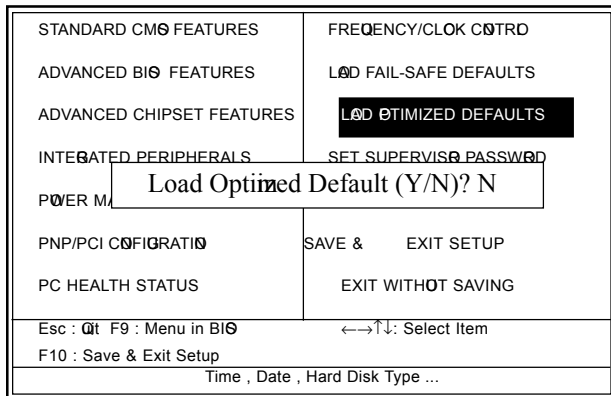 STANDARD CMOS FEATURES
ADVANCED BIOS FEATURES
ADVANCED CHIPSET FEATURES
INTEGRATED PERIPHERALS
POWER MA
PNP/PCI CONFIGURATION
PC HEALTH STATUS
FREQUENCY/CLOCK CONTROL
LOAD FAIL-SAFE DEFAULTS
LOAD OPTIMIZED DEFAULTS
SET SUPERVISOR PASSWORD
SAVE & EXIT SETUP
EXIT WITHOUT SAVING
Load Optimized Default (Y/N)? N
Esc : Quit F9 : Menu in BIOS ←→↑↓: Select Item
F10 : Save & Exit Setup
Time , Date , Hard Disk Type ...